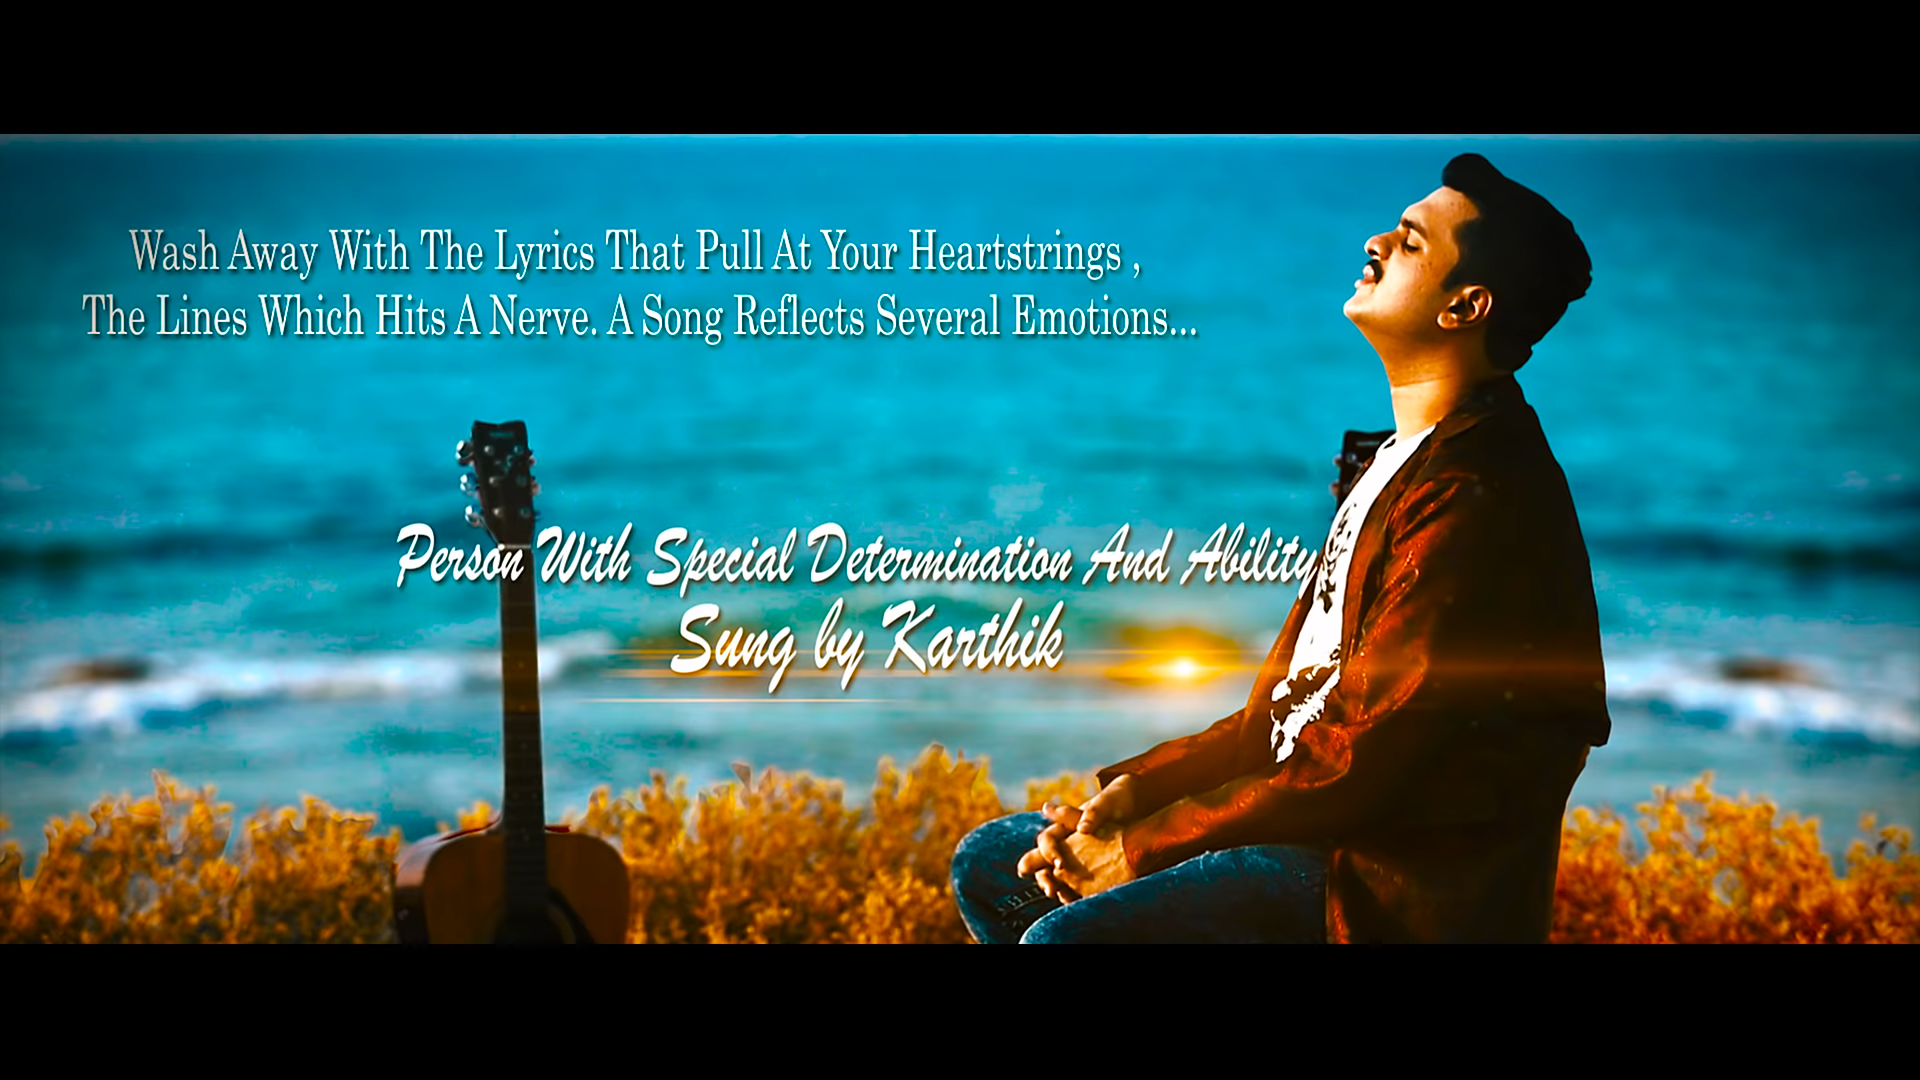 Wash Away With The Lyrics That Pull At Your Heartstrings ,
The Lines Which Hits A Nerve. A Song Reflects Several Emotions...
Person With Special Determination And Ability
Sung by Karthik